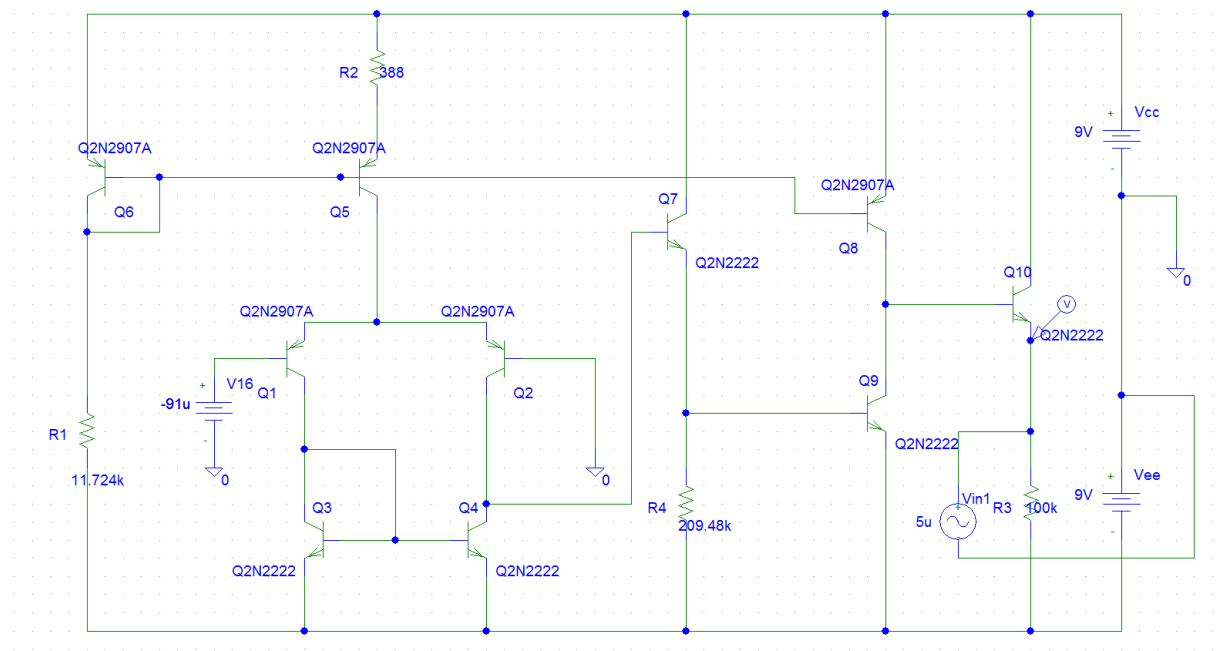 R2
388
Vcc
+
9V
-
Q2N2907A
Q2N2907A
Q6
Q5
Q2N2907A
Q7
Q8
Q2N2222
Q10
V
0
Q2N2222
Q2N2907A
Q2N2907A
V16
+
-91u
-
Q1
Q2
Q9
Q2N2222
R1
11.724k
0
0
Q3
Q4
R4
209.48k
Vin1
+
-
5u
R3
100k
Vee
+
9V
-
Q2N2222
Q2N2222